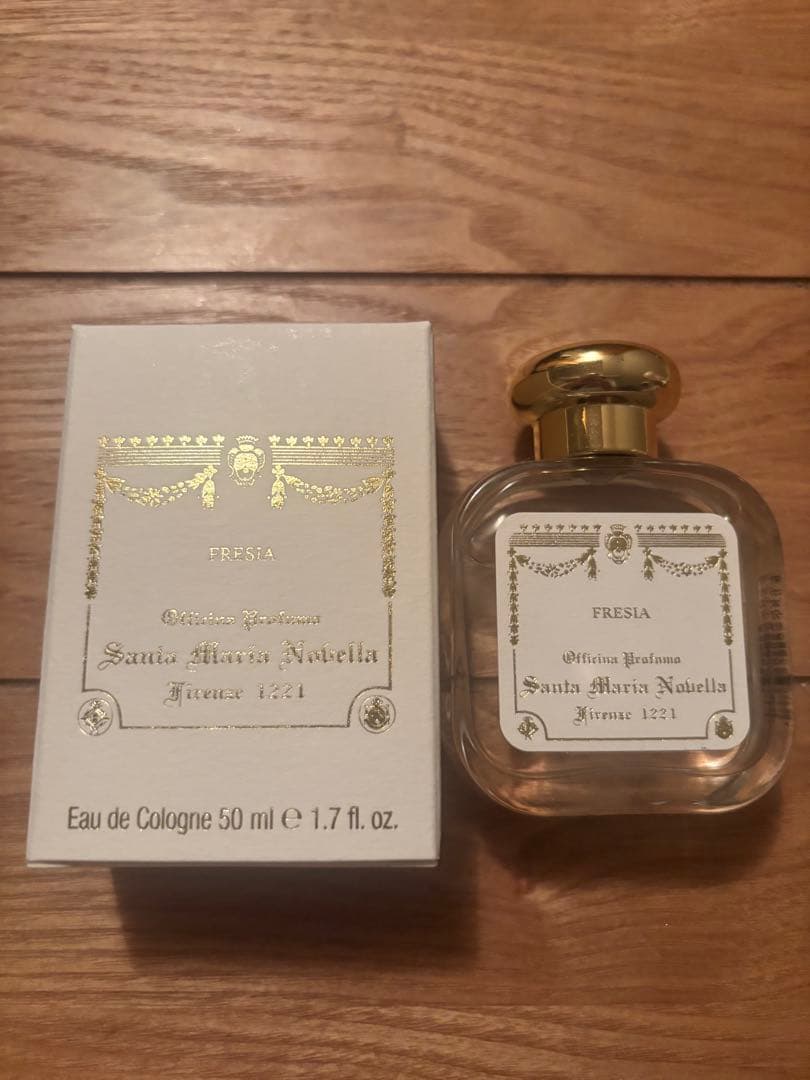 FRESIA
Officina Profumo
Santa Maria Novella
Firenze 1221
Eau de Cologne 50 ml ℮ 1.7 fl. oz.
FRESIA
Officina Profumo
Santa Maria Novella
Firenze 1221